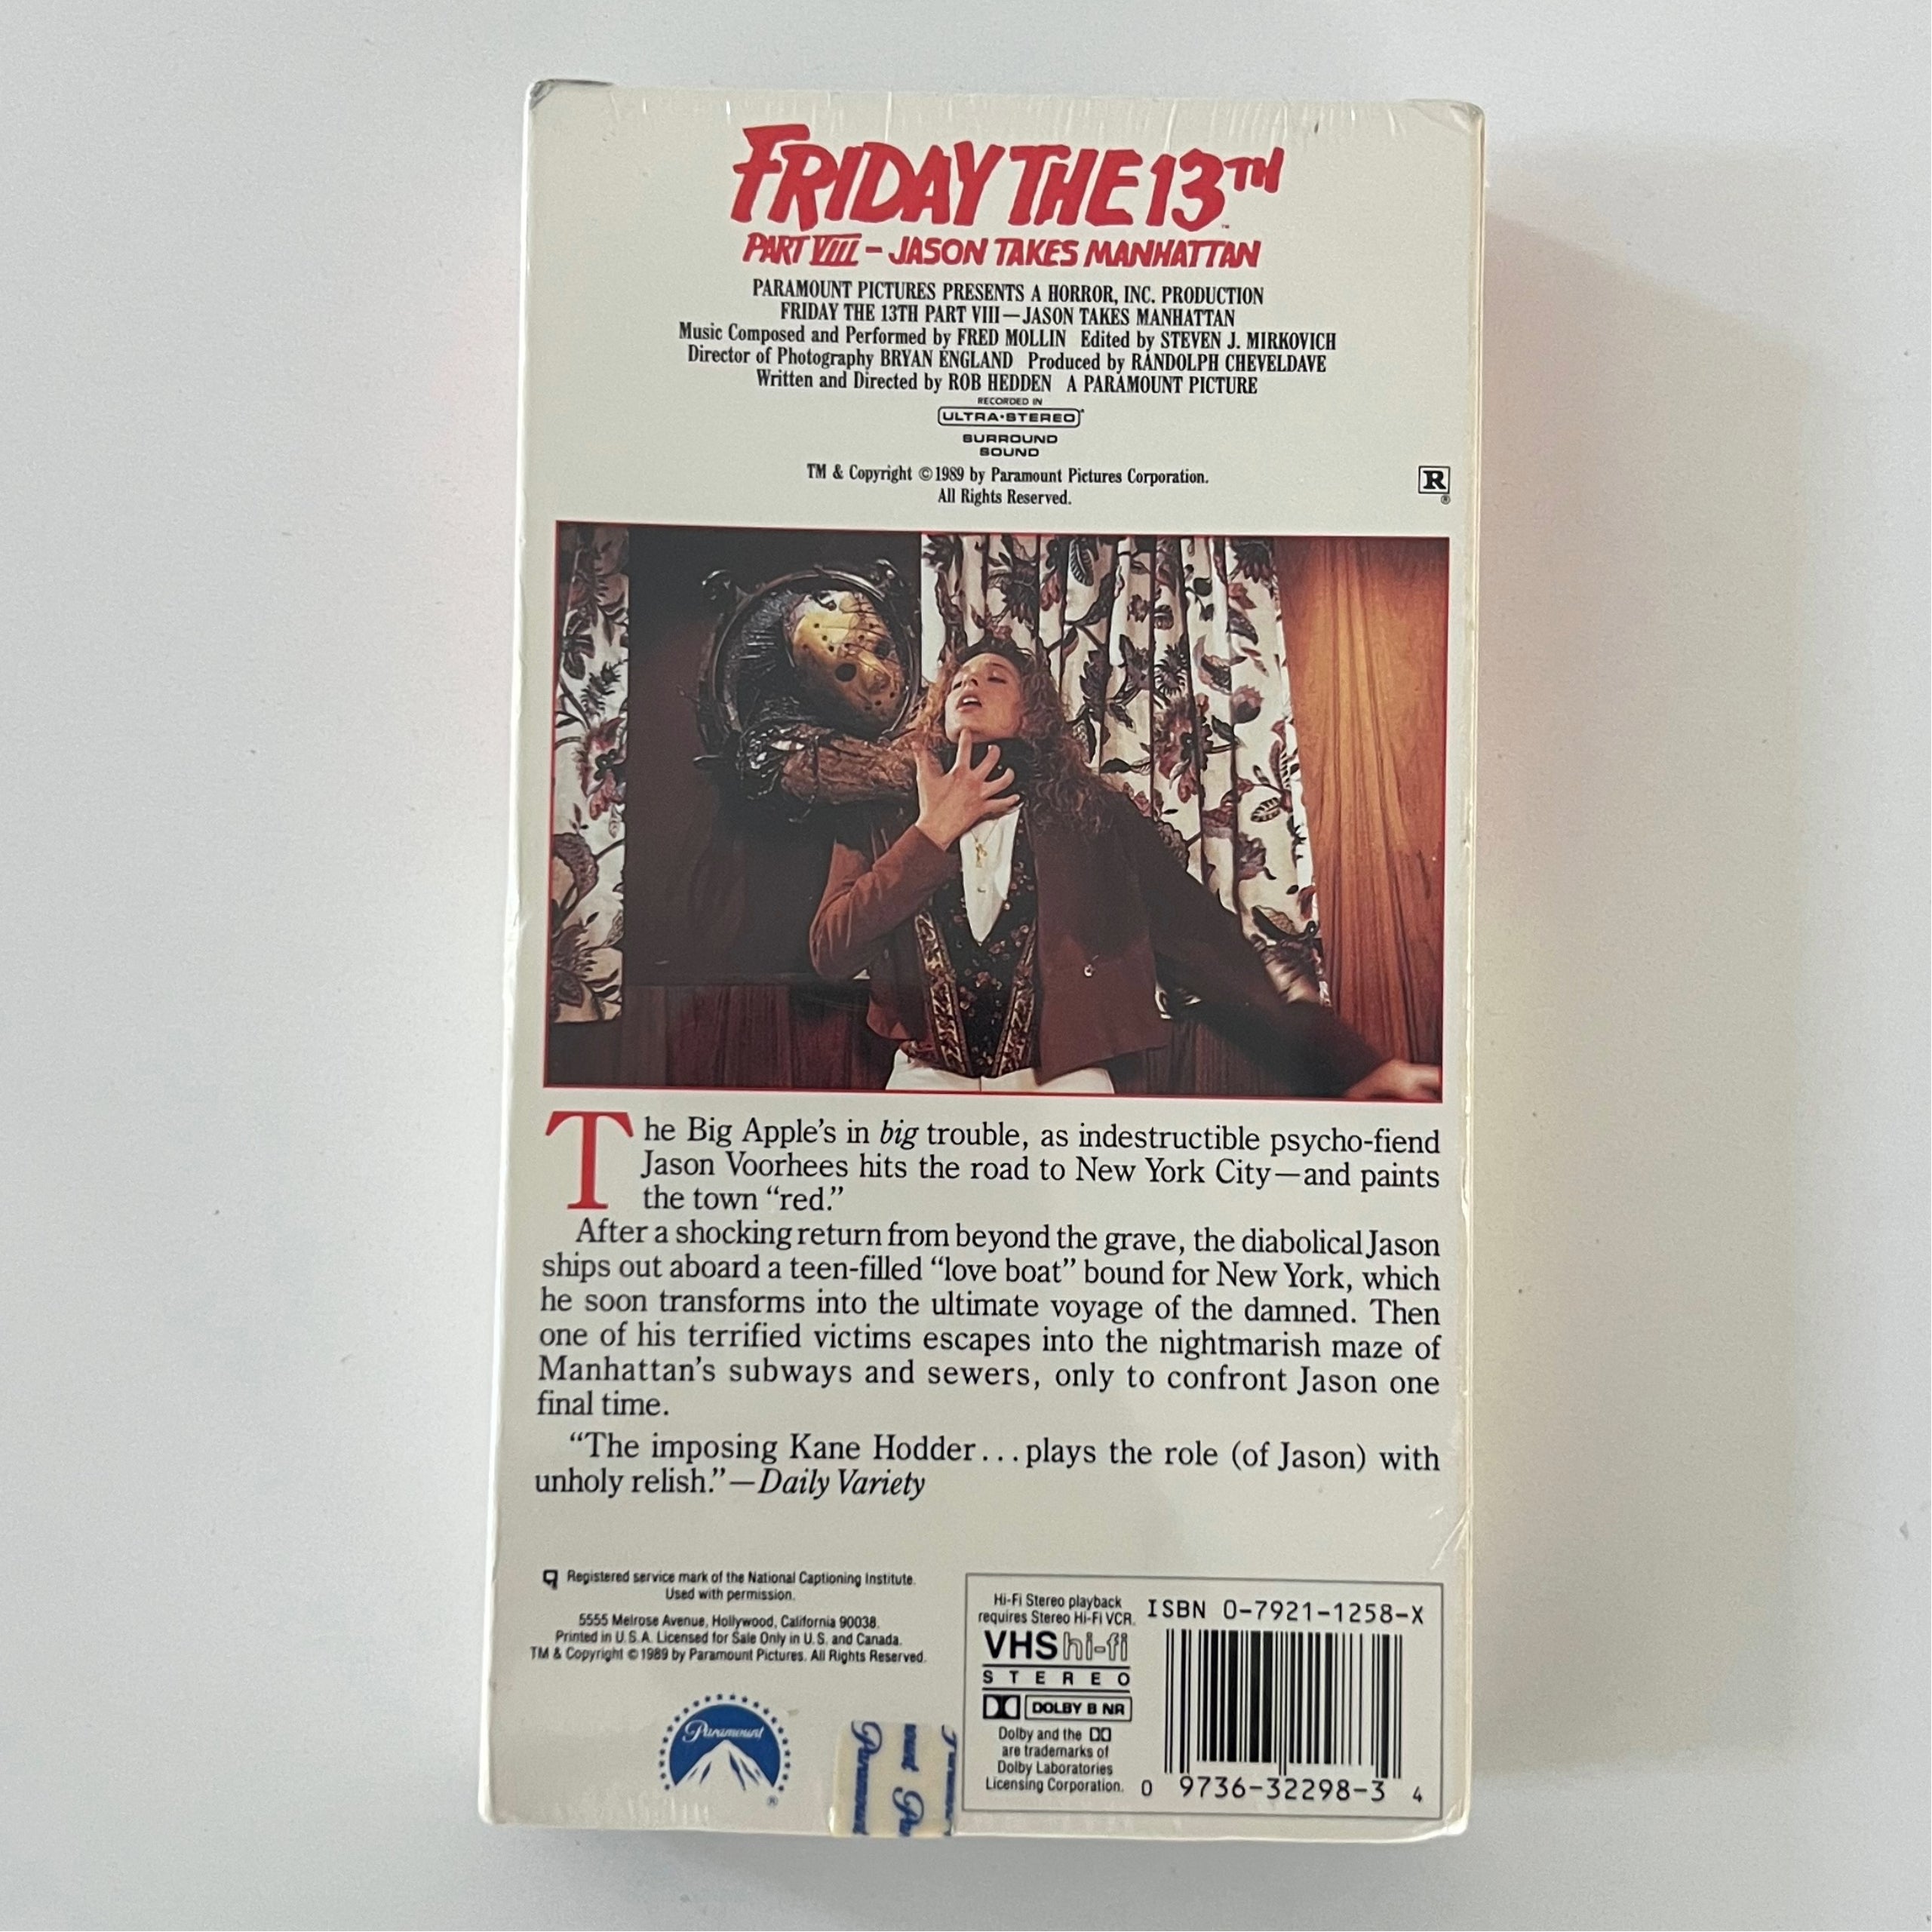 FRIDAY THE 13TH
PART VIII – JASON TAKES MANHATTAN
PARAMOUNT PICTURES PRESENTS A HORROR, INC. PRODUCTION
FRIDAY THE 13TH PART VIII—JASON TAKES MANHATTAN
Music Composed and Performed by FRED MOLLIN Edited by STEVEN J. MIRKOVICH
Director of Photography BRYAN ENGLAND Produced by RANDOLPH CHEVELDAVE
Written and Directed by ROB HEDDEN A PARAMOUNT PICTURE
RECORDED IN
ULTRA•STEREO
SURROUND
SOUND
TM & Copyright ©1989 by Paramount Pictures Corporation.
All Rights Reserved.
R
®
The Big Apple's in big trouble, as indestructible psycho-fiend
Jason Voorhees hits the road to New York City—and paints
the town “red.”
After a shocking return from beyond the grave, the diabolical Jason
ships out aboard a teen-filled “love boat” bound for New York, which
he soon transforms into the ultimate voyage of the damned. Then
one of his terrified victims escapes into the nightmarish maze of
Manhattan's subways and sewers, only to confront Jason one
final time.
“The imposing Kane Hodder...plays the role (of Jason) with
unholy relish.”—Daily Variety
Registered service mark of the National Captioning Institute.
Used with permission.
5555 Melrose Avenue, Hollywood, California 90038.
Printed in U.S.A. Licensed for Sale Only in U.S. and Canada.
TM & Copyright ©1989 by Paramount Pictures. All Rights Reserved.
Paramount
®
Paramount
Hi-Fi Stereo playback
requires Stereo Hi-Fi VCR.
VHS hi-fi
STEREO
DOLBY B NR
Dolby and the
are trademarks of
Dolby Laboratories
Licensing Corporation.
ISBN 0-7921-1258-X
0 9736-32298-3 4